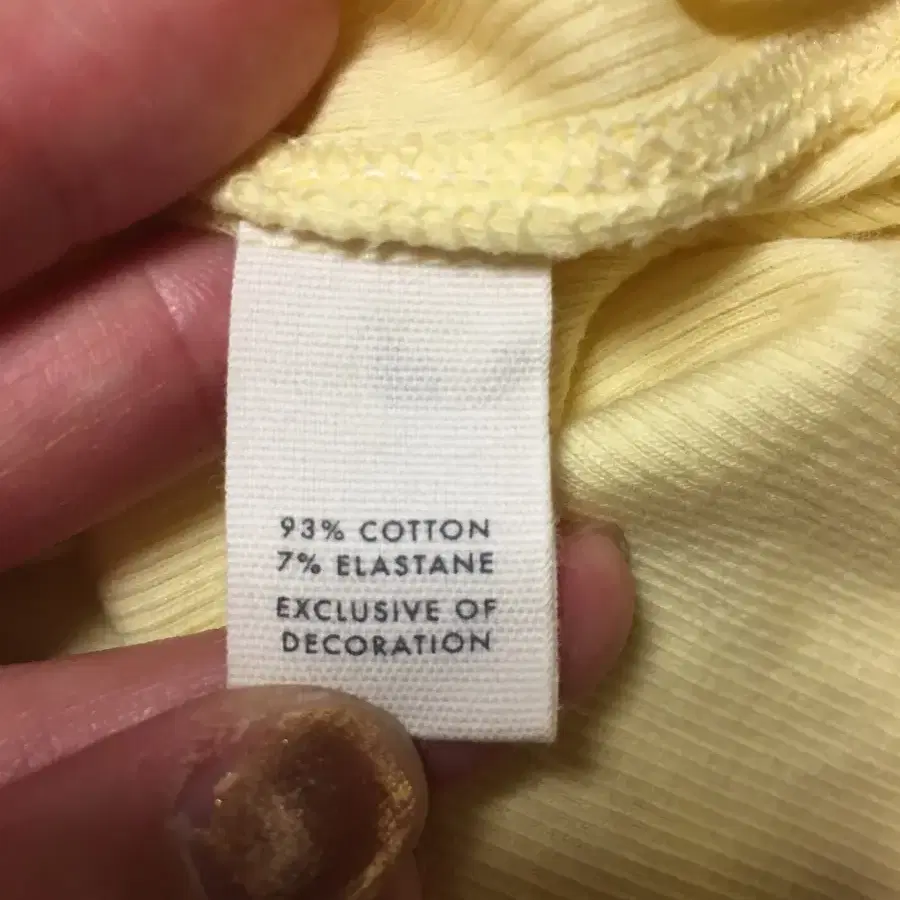 93% COTTON
7% ELASTANE
EXCLUSIVE OF
DECORATION